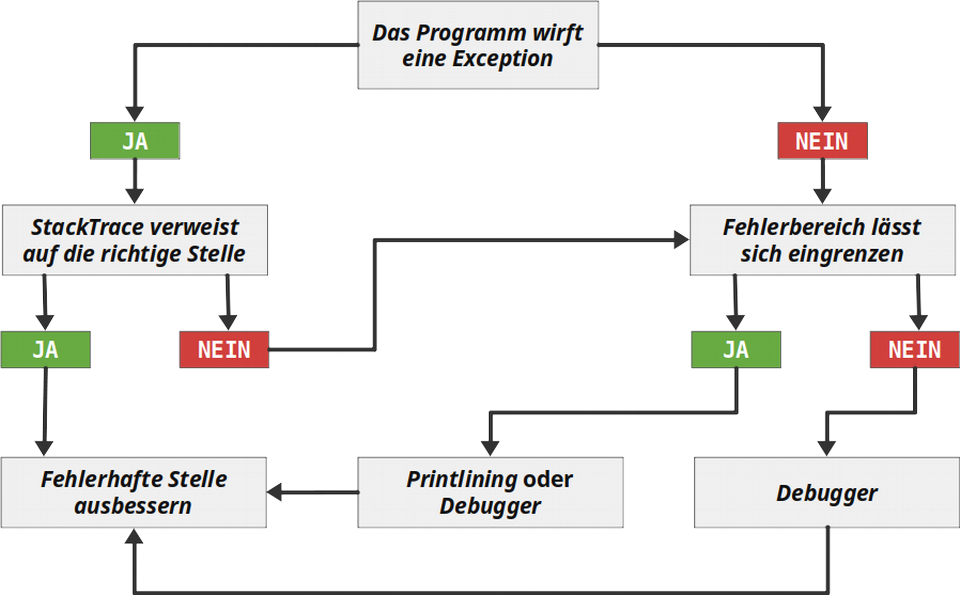 Das Programm wirft
eine Exception
JA
NEIN
StackTrace verweist
auf die richtige Stelle
Fehlerbereich lässt
sich eingrenzen
JA
NEIN
JA
NEIN
Fehlerhafte Stelle
ausbessern
Printlining oder
Debugger
Debugger